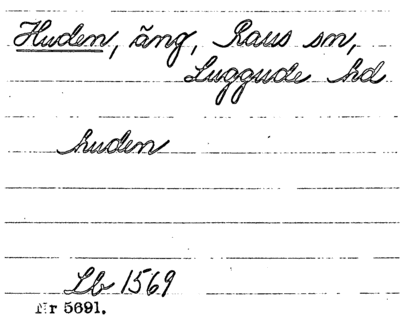 Huden, äng, Raus sn,
Luggude hd
huden
Lb 1569
Nr 5691.